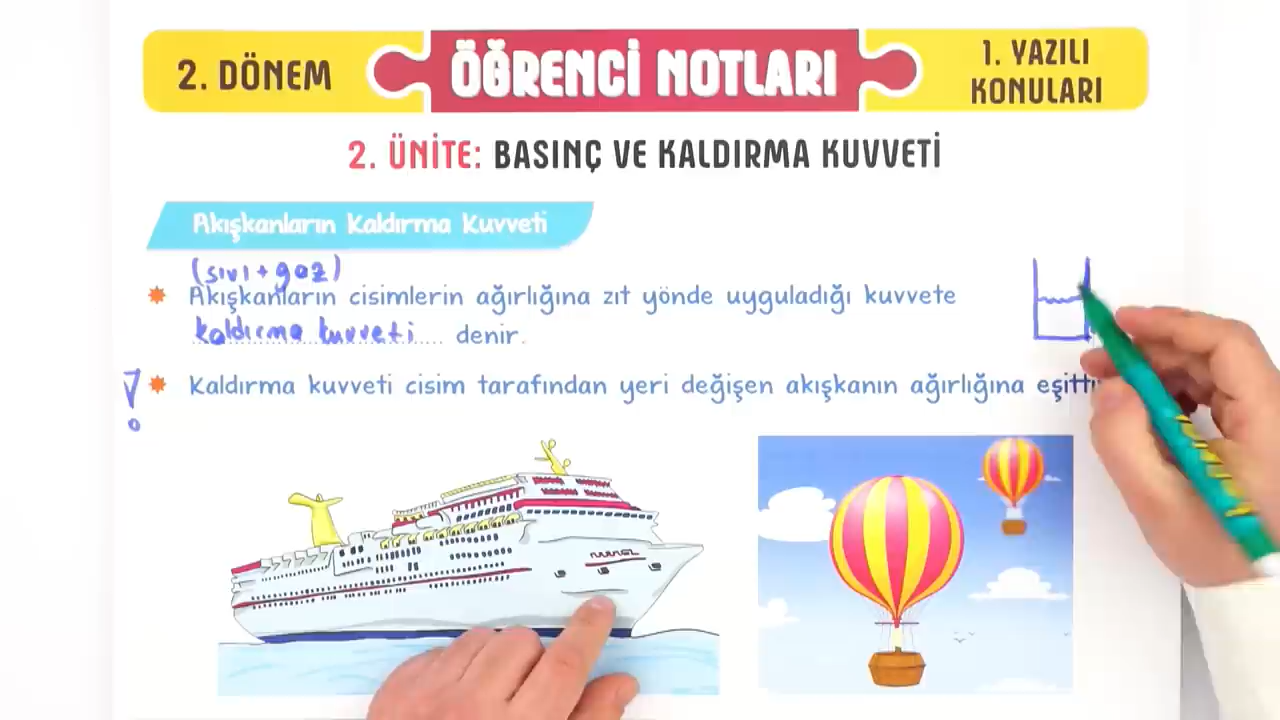 2. DÖNEM
ÖĞRENCİ NOTLARI
1. YAZILI
KONULARI
2. ÜNİTE: BASINÇ VE KALDIRMA KUVVETİ
Akışkanların Kaldırma Kuvveti
(sıvı+gaz)
Akışkanların cisimlerin ağırlığına zıt yönde uyguladığı kuvvete
kaldırma kuvveti denir.
Kaldırma kuvveti cisim tarafından yeri değişen akışkanın ağırlığına